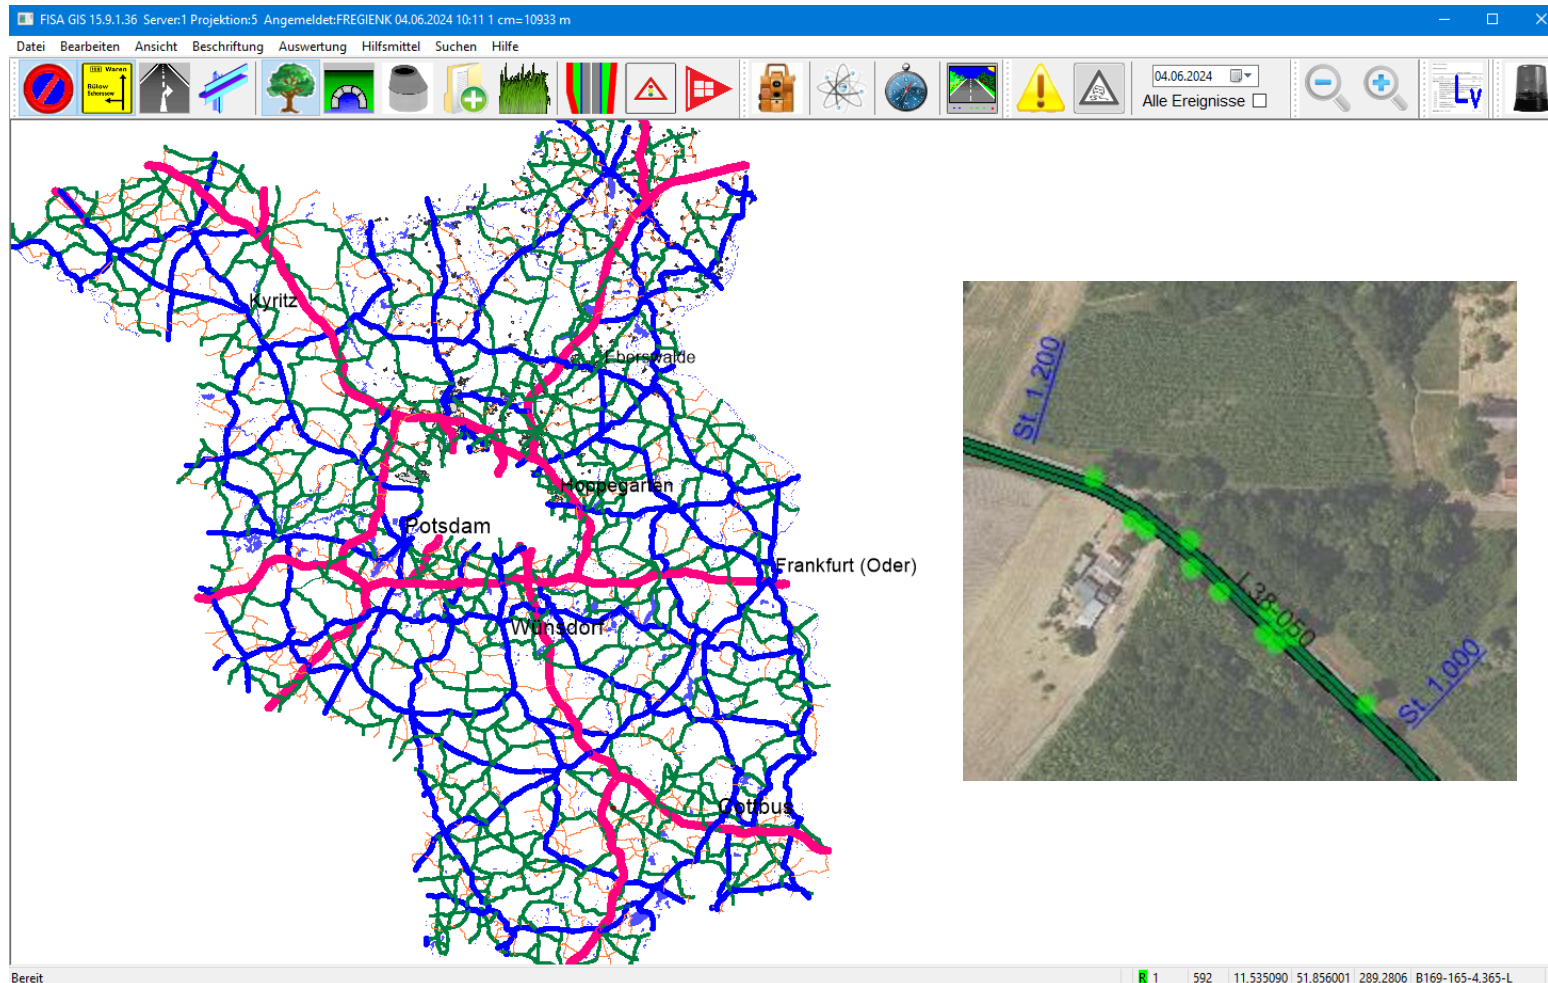 FISA GIS 15.9.1.36 Server:1 Projektion:5 Angemeldet:FREGIENK 04.06.2024 10:11 1 cm=10933 m
Datei Bearbeiten Ansicht Beschriftung Auswertung Hilfsmittel Suchen Hilfe
Waren
04.06.2024
Alle Ereignisse
LV
Kyritz
Eberswalde
Hoppegarten
Potsdam
Frankfurt (Oder)
Wünsdorf
Cottbus
St. 1.200
L38-050
St. 1.000
Bereit
R 1 592 11.535090 51.856001 289.2806 B169-165-4.365-L